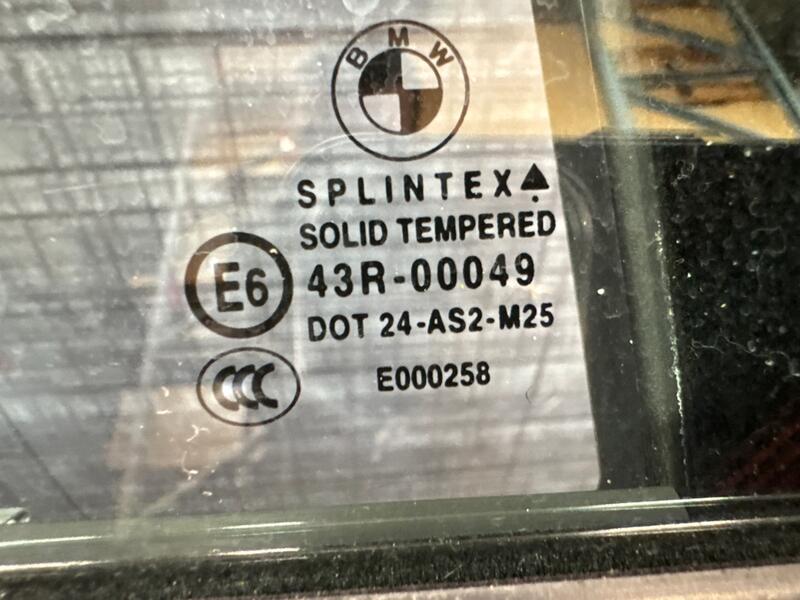 BMW
SPLINTEX
SOLID TEMPERED
E6 43R-00049
DOT 24-AS2-M25
CCC E000258